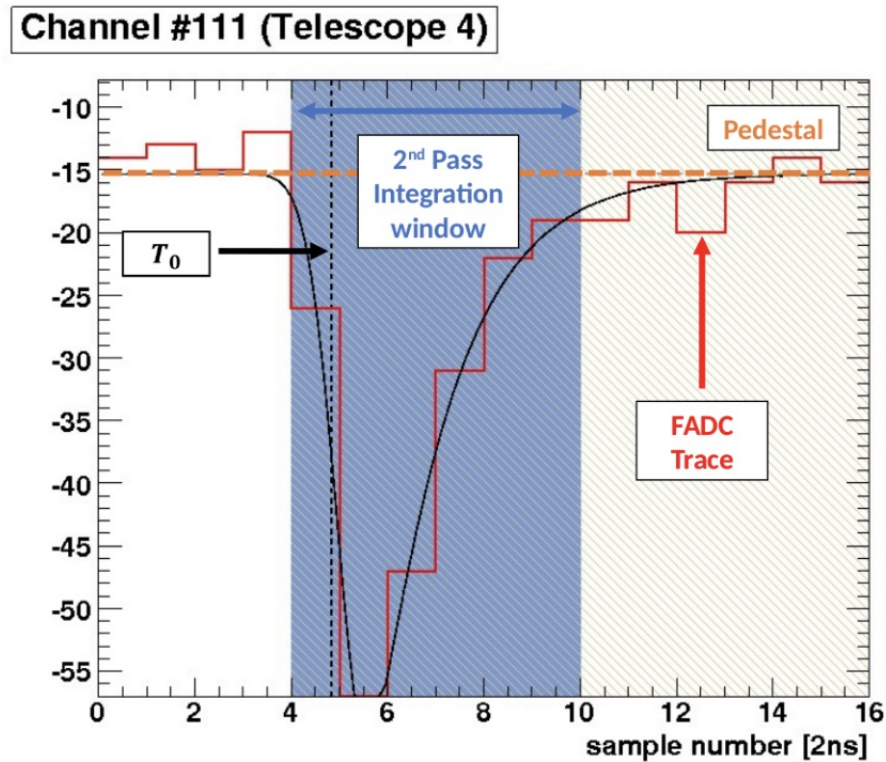 Channel #111 (Telescope 4)
-10
-15
-20
-25
-30
-35
-40
-45
-50
-55
Pedestal
2nd Pass
Integration
window
T0
FADC
Trace
0 2 4 6 8 10 12 14 16
sample number [2ns]